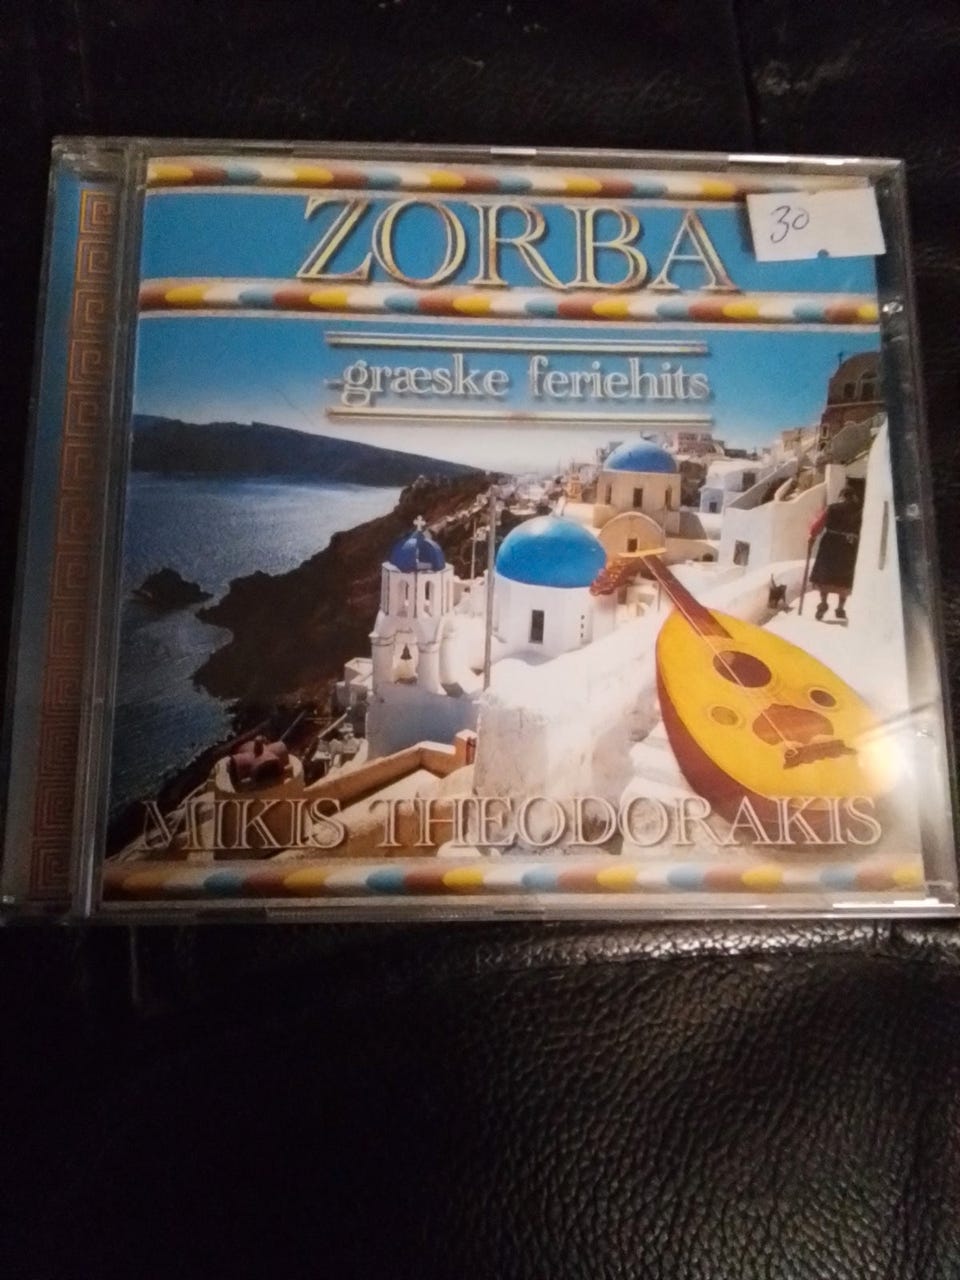 ZORBA
30
græske feriehits
MIKIS THEODORAKIS